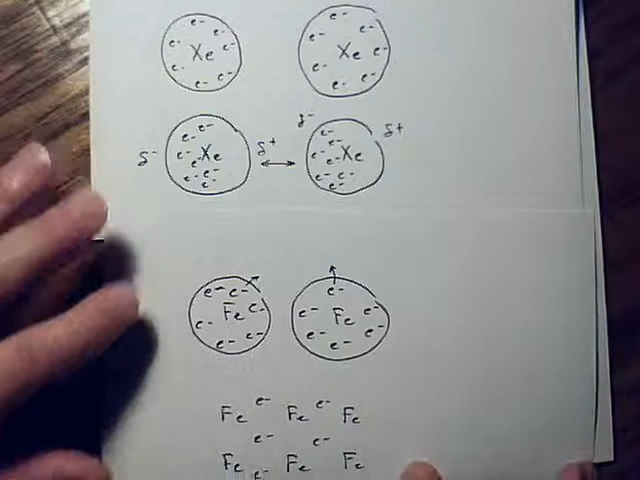 e- e- e- Xe e- e- e- e-
e- e- e- Xe e- e- e- e-
δ- e- e- e- Xe e- e- e- e- δ+
δ- e- e- e- Xe e- e- e- e- δ+
e- e- Fe e- e- e- e-
e- e- Fe e- e- e- e-
Fe e- Fe e- Fe
e- e-
Fe e- Fe Fe